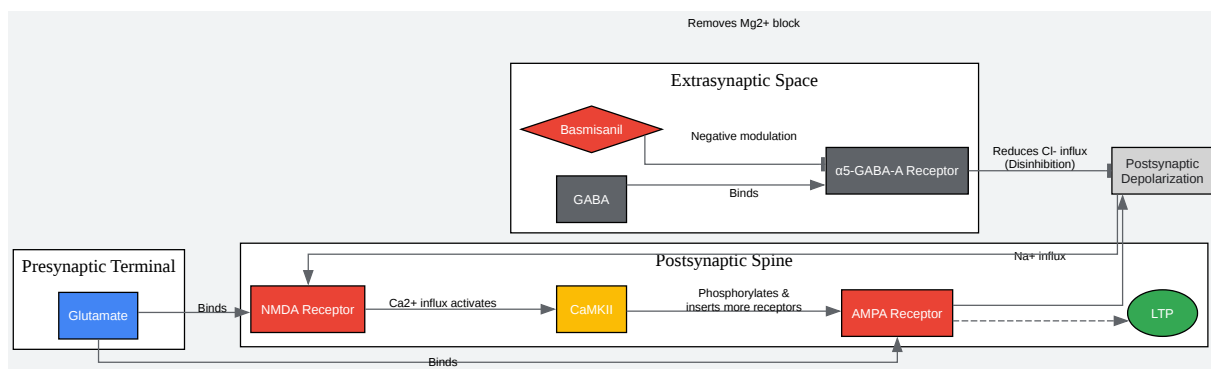 Removes Mg2+ block
Extrasynaptic Space
Basmisanil
Negative modulation
Reduces Cl- influx
(Disinhibition)
α5-GABA-A Receptor
Postsynaptic
Depolarization
GABA
Binds
Presynaptic Terminal
Postsynaptic Spine
Na+ influx
Glutamate
Binds
NMDA Receptor
Ca2+ influx activates
CaMKII
Phosphorylates &
inserts more receptors
AMPA Receptor
LTP
Binds